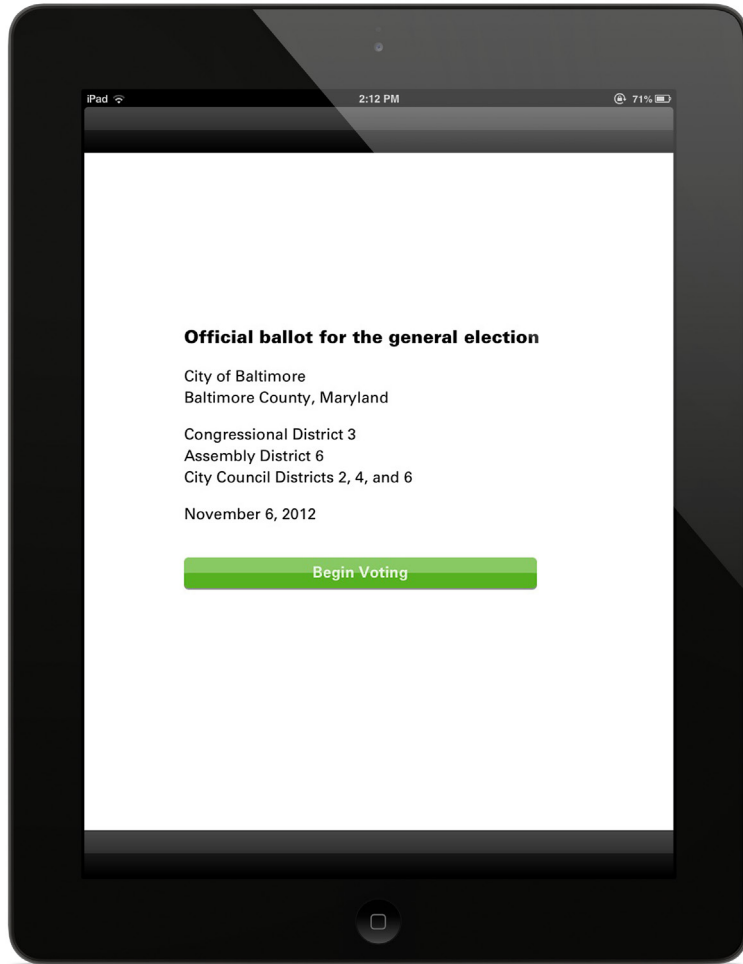 iPad 2:12 PM 71%
Official ballot for the general election
City of Baltimore
Baltimore County, Maryland
Congressional District 3
Assembly District 6
City Council Districts 2, 4, and 6
November 6, 2012
Begin Voting